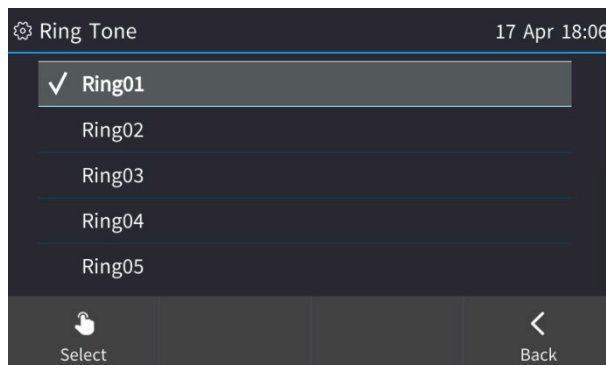 Ring Tone 17 Apr 18:06
Ring01
Ring02
Ring03
Ring04
Ring05
Select Back